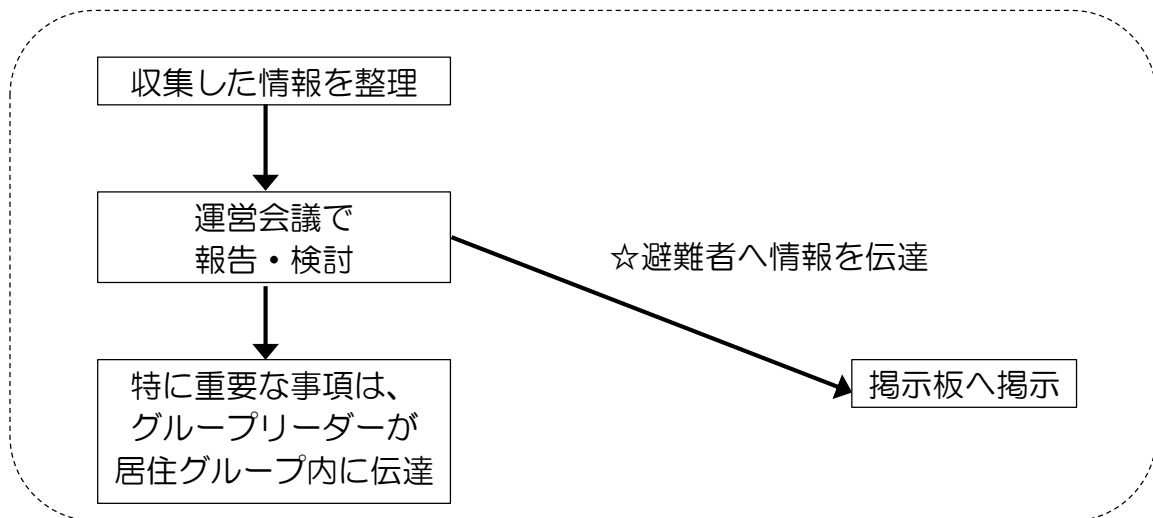 収集した情報を整理
運営会議で
報告・検討
☆避難者へ情報を伝達
特に重要な事項は、
グループリーダーが
居住グループ内に伝達
掲示板へ掲示